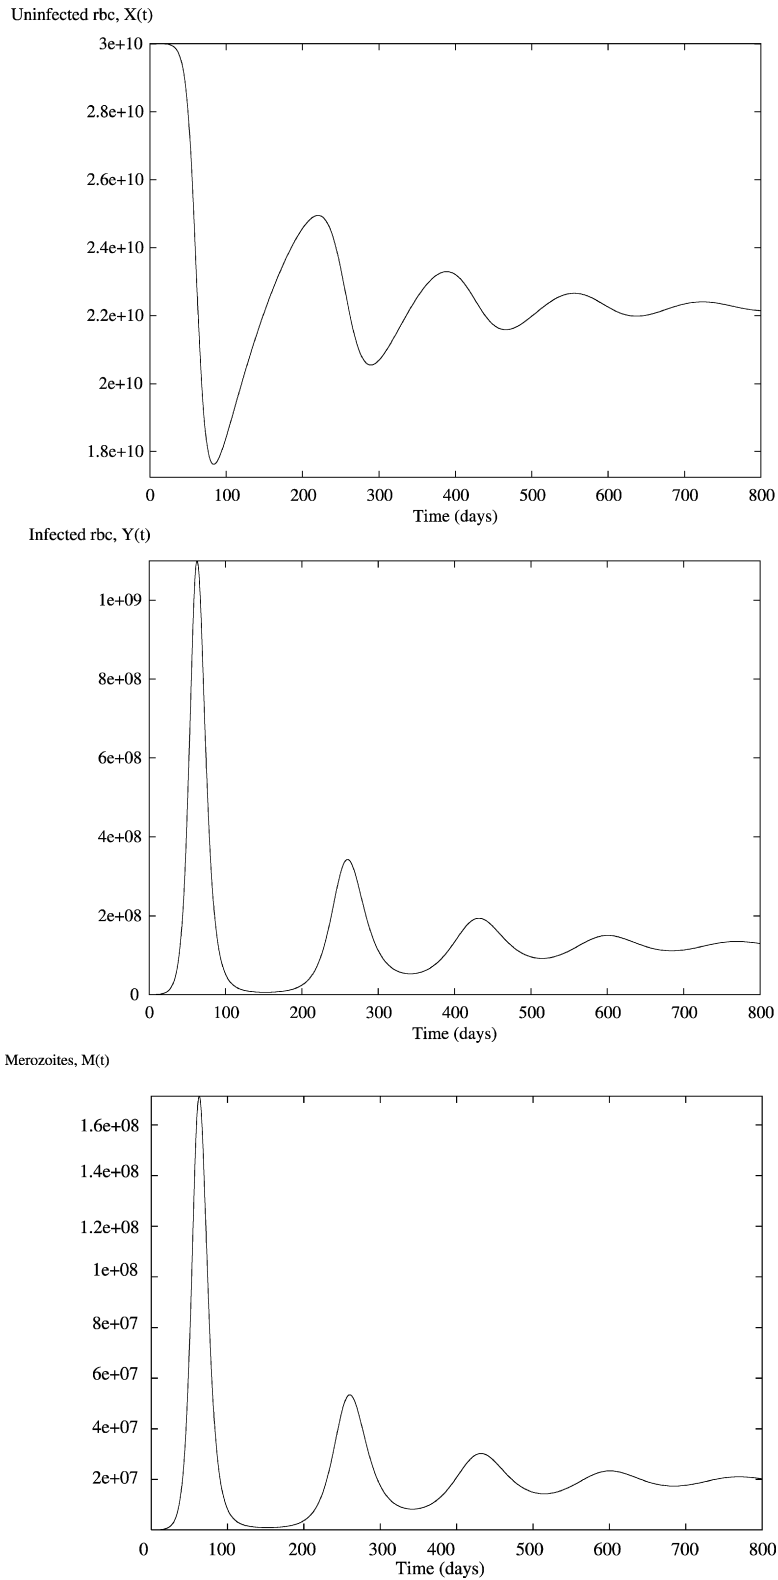 Uninfected rbc, X(t)
3e+10
2.8e+10
2.6e+10
2.4e+10
2.2e+10
2e+10
1.8e+10
0 100 200 300 400 500 600 700 800
Time (days)
Infected rbc, Y(t)
1e+09
8e+08
6e+08
4e+08
2e+08
0
0 100 200 300 400 500 600 700 800
Time (days)
Merozoites, M(t)
1.6e+08
1.4e+08
1.2e+08
1e+08
8e+07
6e+07
4e+07
2e+07
0 100 200 300 400 500 600 700 800
Time (days)